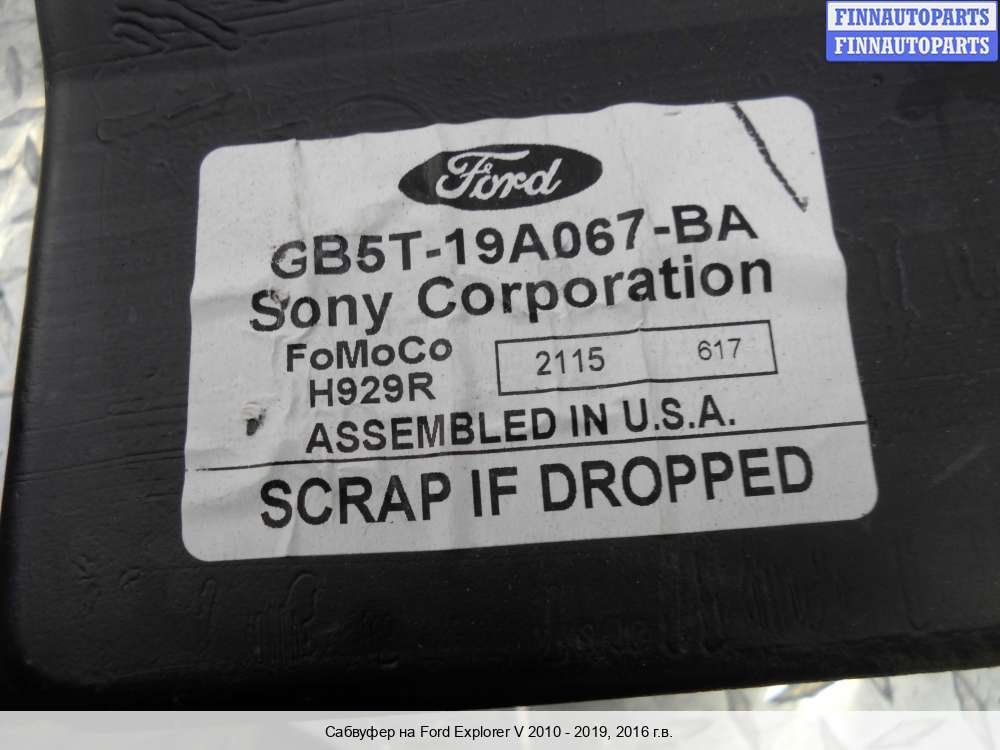 FINNAUTOPARTS
FINNAUTOPARTS
Ford
GB5T-19A067-BA
Sony Corporation
FoMoCo
H929R
2115 617
ASSEMBLED IN U.S.A.
SCRAP IF DROPPED
Сабвуфер на Ford Explorer V 2010 - 2019, 2016 г.в.